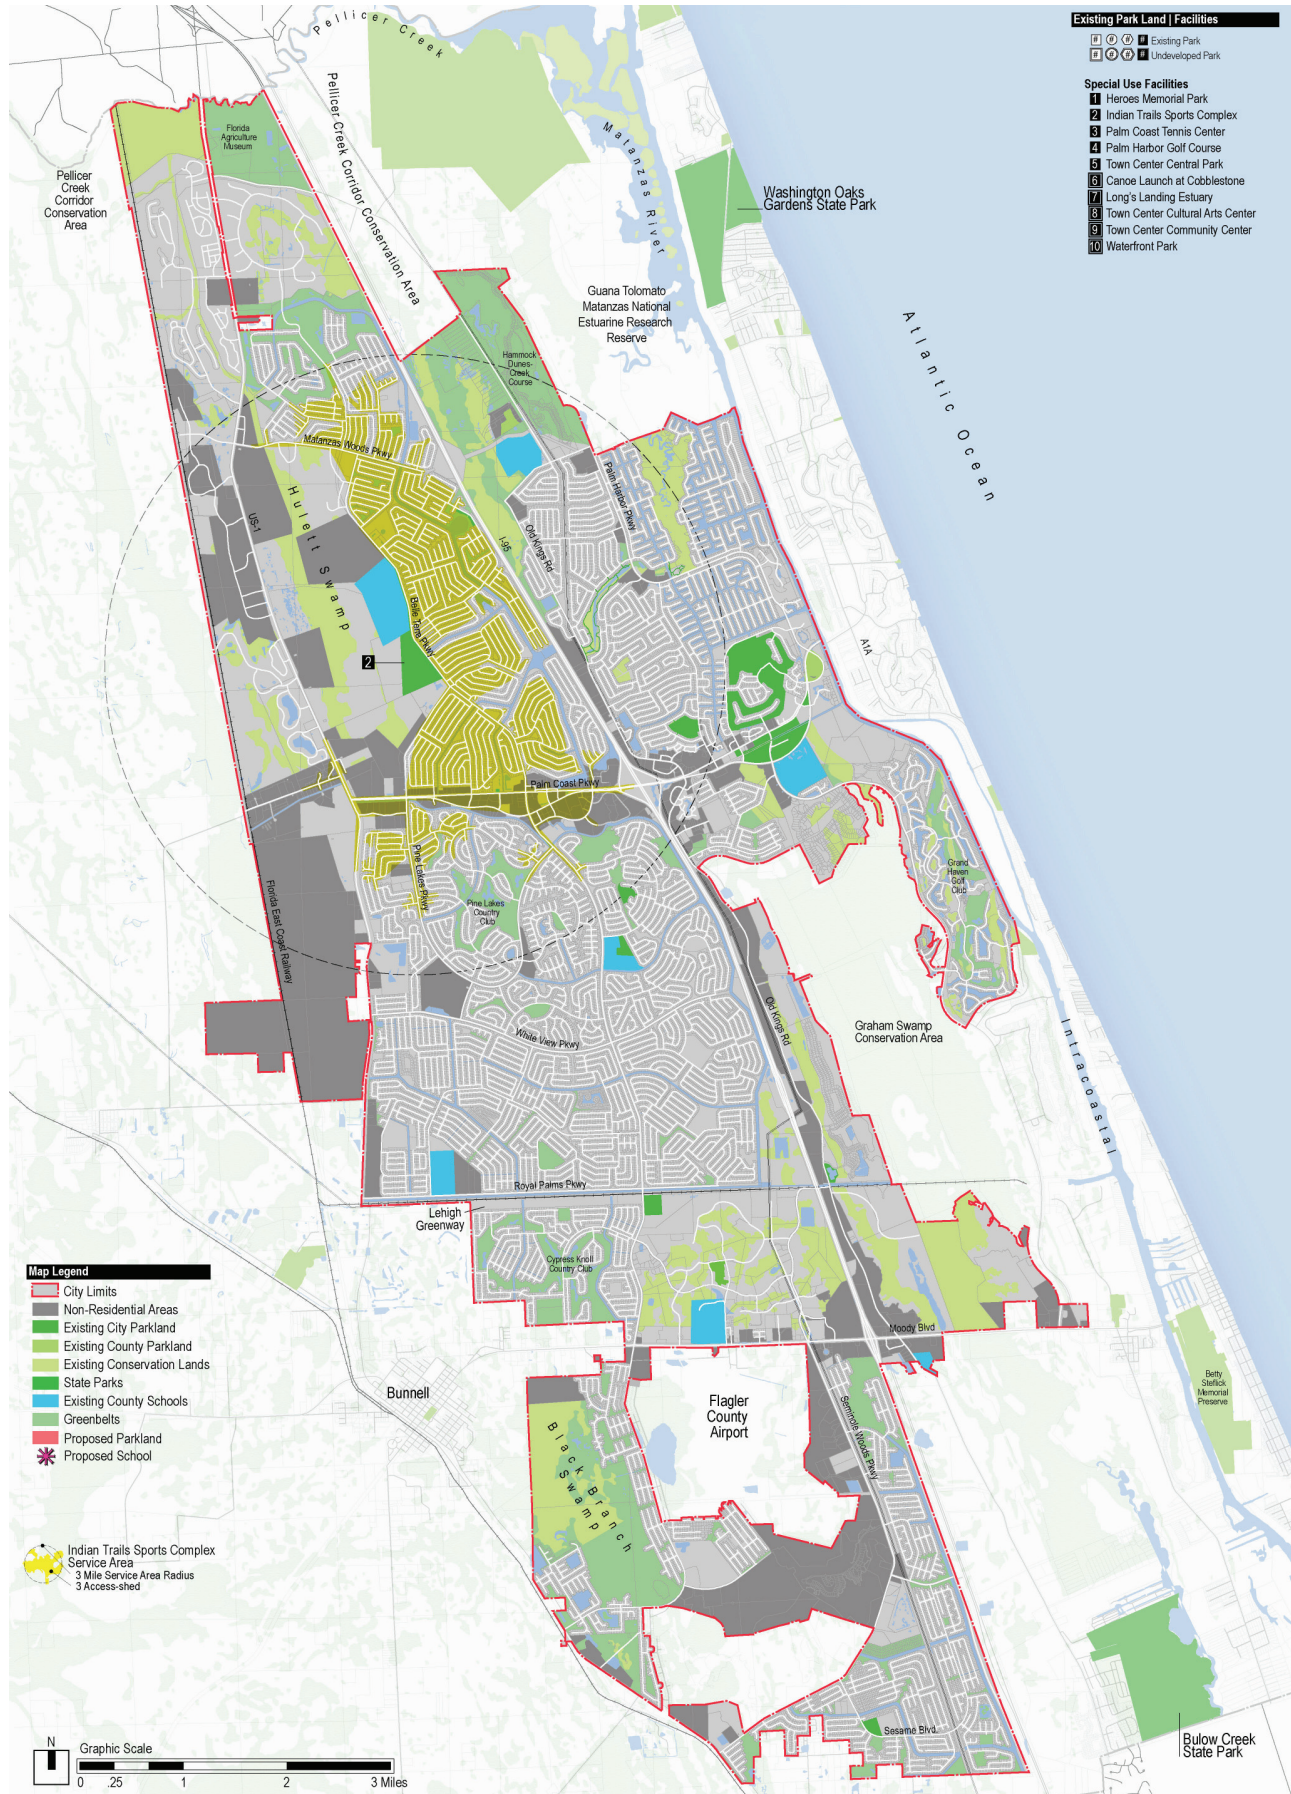 Existing Park Land | Facilities
# # # # Existing Park
# # # # Undeveloped Park
Special Use Facilities
1 Heroes Memorial Park
2 Indian Trails Sports Complex
3 Palm Coast Tennis Center
4 Palm Harbor Golf Course
5 Town Center Central Park
6 Canoe Launch at Cobblestone
7 Long's Landing Estuary
8 Town Center Cultural Arts Center
9 Town Center Community Center
10 Waterfront Park
Pellicer Creek
Pellicer Creek Corridor Conservation Area
Matanzas River
Florida
Agriculture
Museum
Pellicer
Creek
Corridor
Conservation
Area
Washington Oaks
Gardens State Park
Guana Tolomato
Matanzas National
Estuarine Research
Reserve
Atlantic Ocean
Hammock
Dunes-
Creek
Course
Matanzas Woods Pkwy
Palm Harbor Pkwy
Hulett Swamp
US-1
I-95
Old Kings Rd
Belle Terre Pkwy
A1A
2
Palm Coast Pkwy
Pine Lakes Pkwy
Grand
Haven
Golf
Club
Pine Lakes
Country
Club
Florida East Coast Railway
Old Kings Rd
Graham Swamp
Conservation Area
White View Pkwy
Intracoastal
Royal Palms Pkwy
Lehigh
Greenway
Cypress Knoll
Country Club
Moody Blvd
Map Legend
City Limits
Non-Residential Areas
Existing City Parkland
Existing County Parkland
Existing Conservation Lands
State Parks
Existing County Schools
Greenbelts
Proposed Parkland
Proposed School
Bunnell
Flagler
County
Airport
Seminole Woods Pkwy
Betty
Steflick
Memorial
Preserve
Black Branch
Swamp
Indian Trails Sports Complex
Service Area
3 Mile Service Area Radius
3 Access-shed
Sesame Blvd
Bulow Creek
State Park
N
Graphic Scale
0 .25 1 2 3 Miles